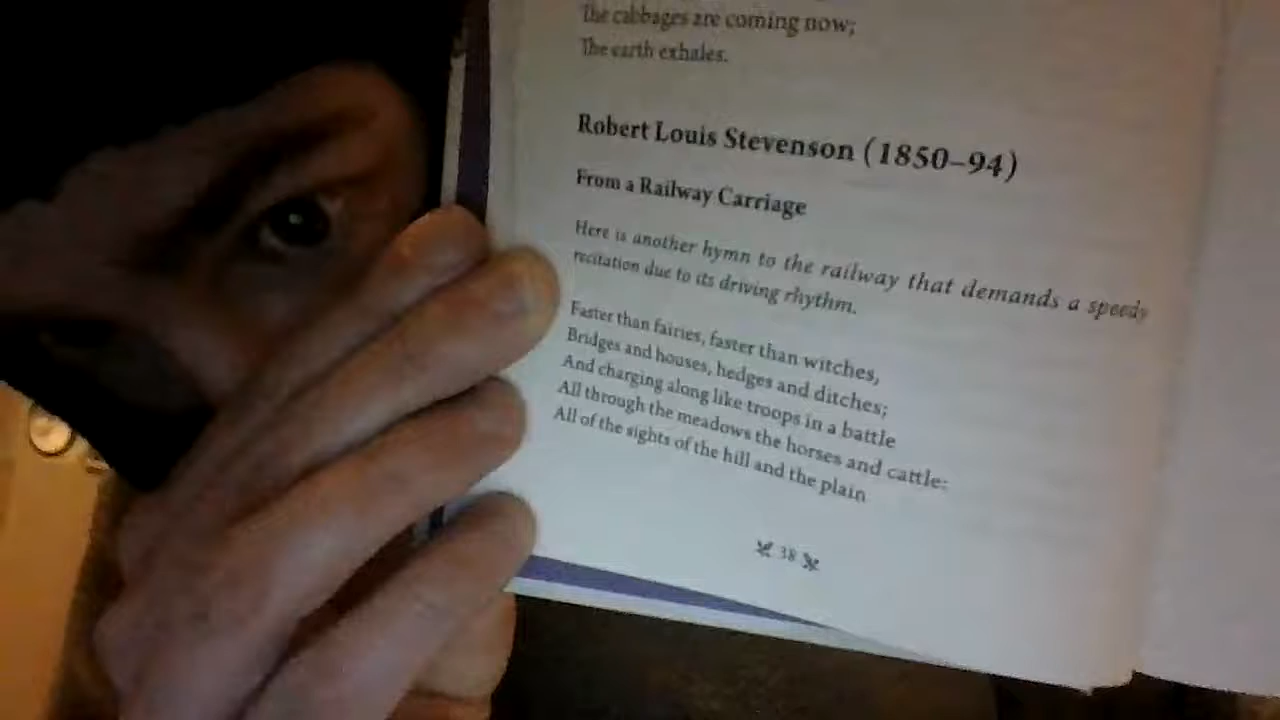 The cabbages are coming now;
The earth exhales.
Robert Louis Stevenson (1850–94)
From a Railway Carriage
Here is another hymn to the railway that demands a speedy
recitation due to its driving rhythm.
Faster than fairies, faster than witches,
Bridges and houses, hedges and ditches;
And charging along like troops in a battle
All through the meadows the horses and cattle:
All of the sights of the hill and the plain
38